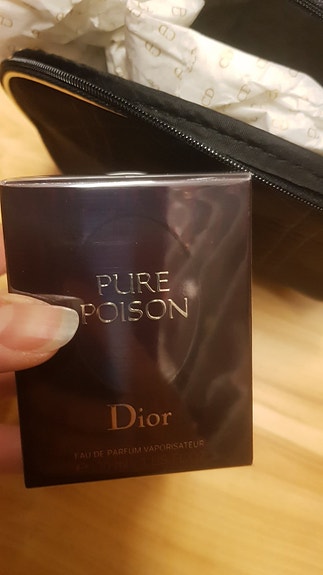 PURE
POISON
Dior
EAU DE PARFUM VAPORISATEUR